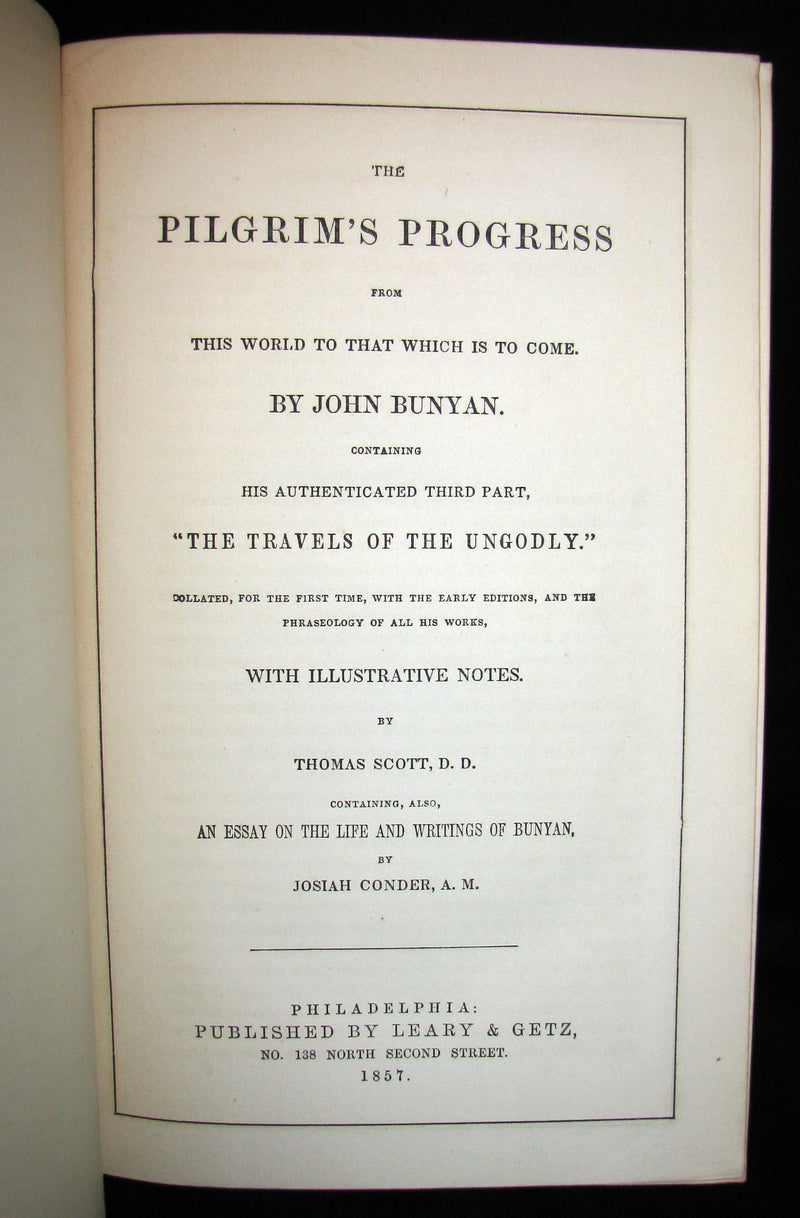 THE
PILGRIM'S PROGRESS
FROM
THIS WORLD TO THAT WHICH IS TO COME.
BY JOHN BUNYAN.
CONTAINING
HIS AUTHENTICATED THIRD PART,
"THE TRAVELS OF THE UNGODLY."
COLLATED, FOR THE FIRST TIME, WITH THE EARLY EDITIONS, AND THE
PHRASEOLOGY OF ALL HIS WORKS,
WITH ILLUSTRATIVE NOTES.
BY
THOMAS SCOTT, D. D.
CONTAINING, ALSO,
AN ESSAY ON THE LIFE AND WRITINGS OF BUNYAN,
BY
JOSIAH CONDER, A. M.
PHILADELPHIA:
PUBLISHED BY LEARY & GETZ,
NO. 138 NORTH SECOND STREET.
1857.